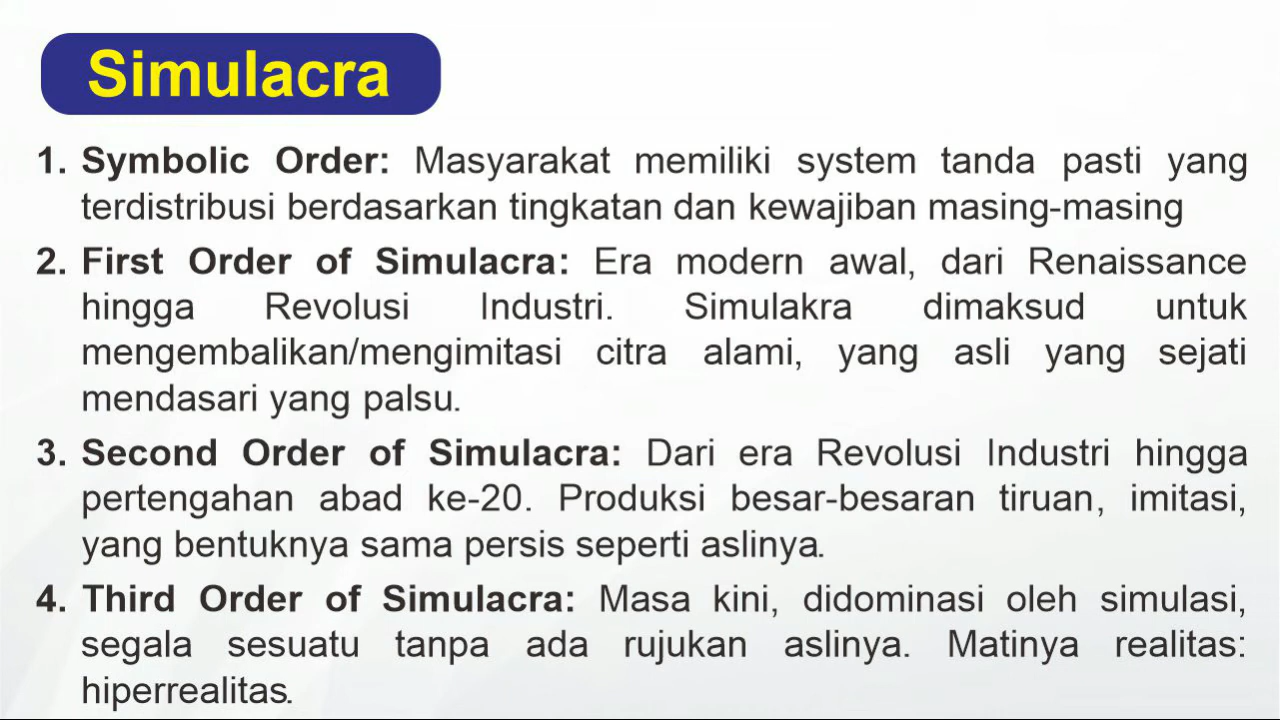 Simulacra
1. Symbolic Order: Masyarakat memiliki system tanda pasti yang
terdistribusi berdasarkan tingkatan dan kewajiban masing-masing
2. First Order of Simulacra: Era modern awal, dari Renaissance
hingga Revolusi Industri. Simulakra dimaksud untuk
mengembalikan/mengimitasi citra alami, yang asli yang sejati
mendasari yang palsu.
3. Second Order of Simulacra: Dari era Revolusi Industri hingga
pertengahan abad ke-20. Produksi besar-besaran tiruan, imitasi,
yang bentuknya sama persis seperti aslinya.
4. Third Order of Simulacra: Masa kini, didominasi oleh simulasi,
segala sesuatu tanpa ada rujukan aslinya. Matinya realitas:
hiperrealitas.